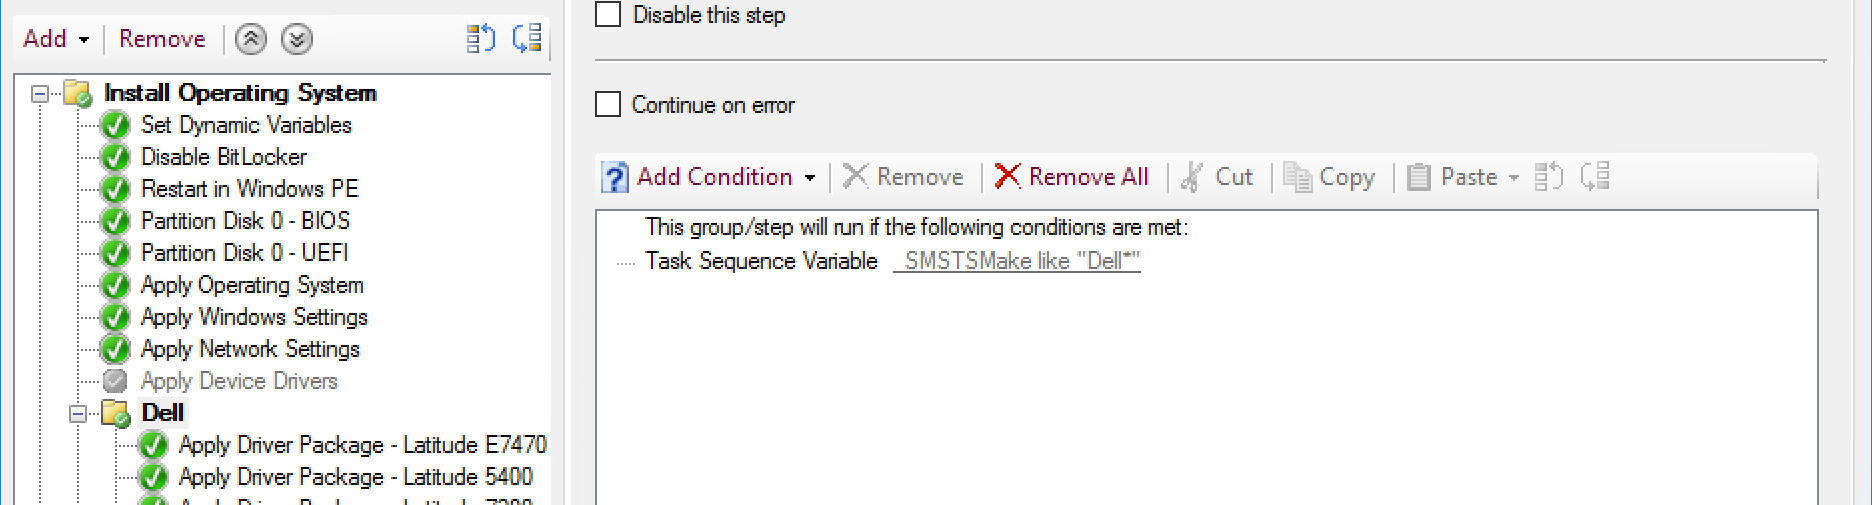 Add
Remove
Install Operating System
Set Dynamic Variables
Disable BitLocker
Restart in Windows PE
Partition Disk 0 - BIOS
Partition Disk 0 - UEFI
Apply Operating System
Apply Windows Settings
Apply Network Settings
Apply Device Drivers
Dell
Apply Driver Package - Latitude E7470
Apply Driver Package - Latitude 5400
Disable this step
Continue on error
Add Condition
Remove
Remove All
Cut
Copy
Paste
This group/step will run if the following conditions are met:
Task Sequence Variable SMSTSMake like "Dell*"